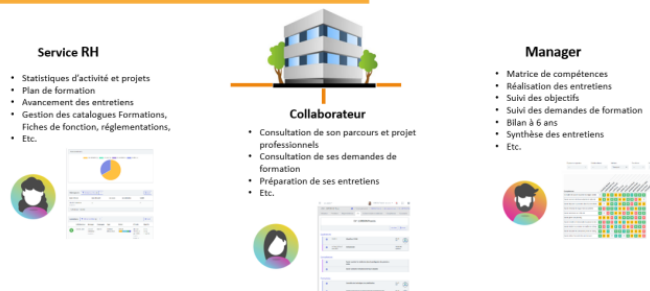 Service RH
• Statistiques d'activité et projets
• Plan de formation
• Avancement des entretiens
• Gestion des catalogues Formations,
Fiches de fonction, réglementations,
• Etc.
Collaborateur
• Consultation de son parcours et projet
professionnels
• Consultation de ses demandes de
formation
• Préparation de ses entretiens
• Etc.
Manager
• Matrice de compétences
• Réalisation des entretiens
• Suivi des objectifs
• Suivi des demandes de formation
• Bilan à 6 ans
• Synthèse des entretiens
• Etc.